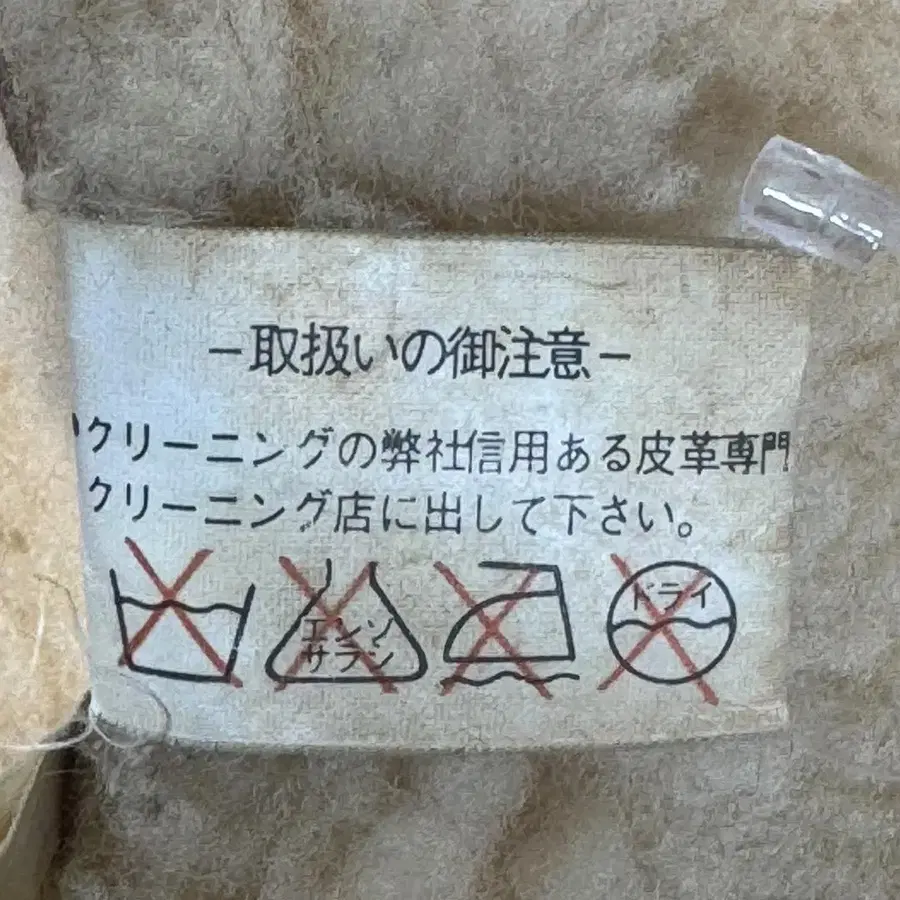 －取扱いの御注意－
クリーニングの弊社信用ある皮革専門
クリーニング店に出して下さい。
エンソ
サラシ
ドライ